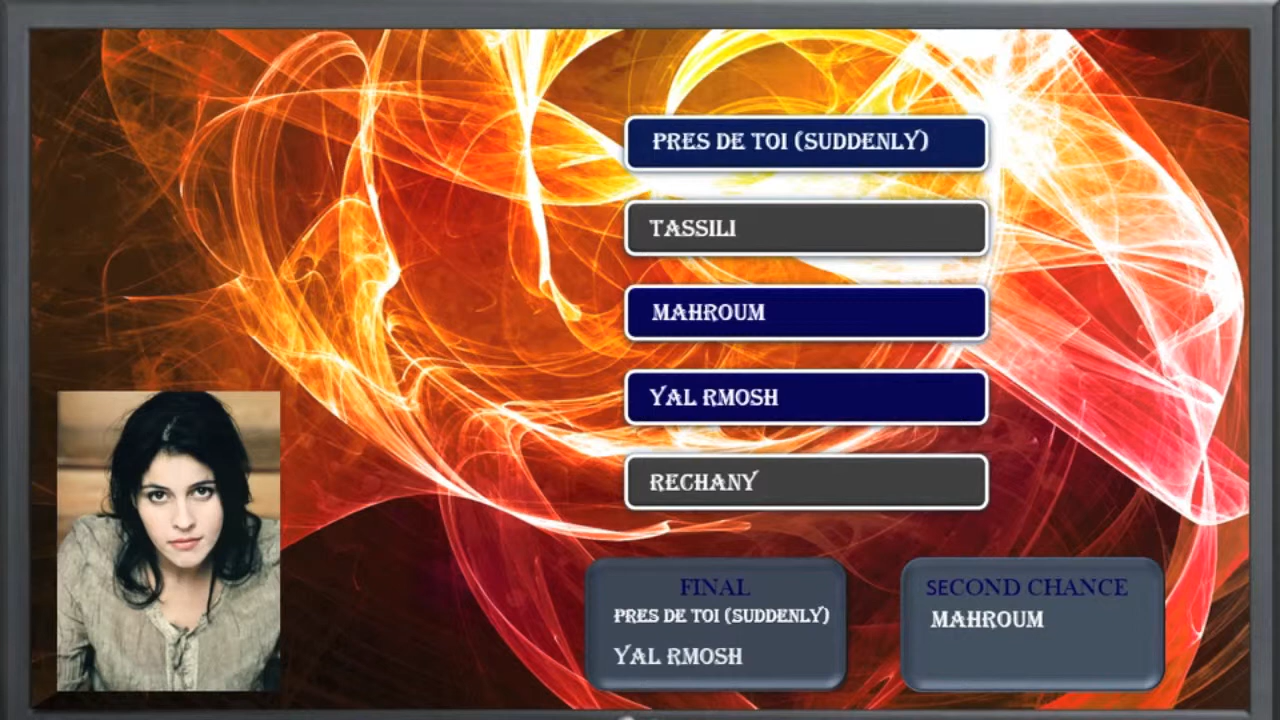 PRES DE TOI (SUDDENLY)
TASSILI
MAHROUM
YAL RMOSH
RECHANY
FINAL
PRES DE TOI (SUDDENLY)
YAL RMOSH
SECOND CHANCE
MAHROUM